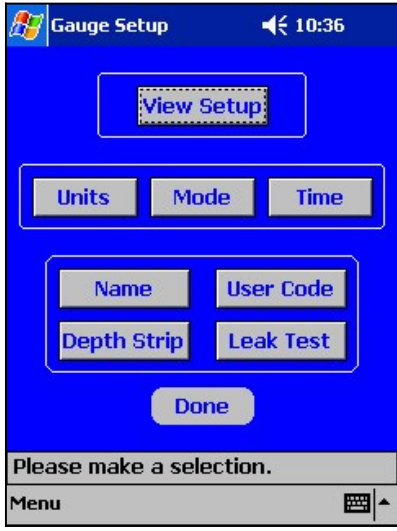 Gauge Setup 10:36
View Setup
Units Mode Time
Name User Code
Depth Strip Leak Test
Done
Please make a selection.
Menu